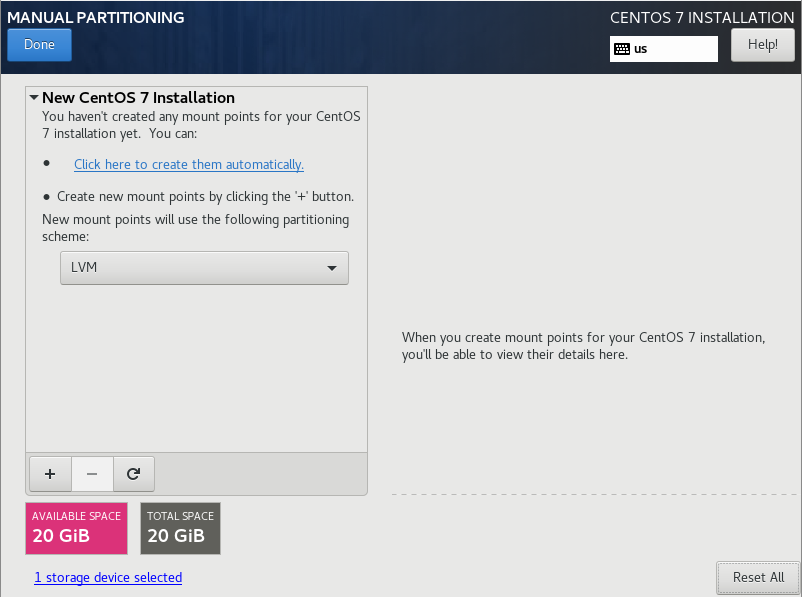 MANUAL PARTITIONING
CENTOS 7 INSTALLATION
Done
us
Help!
New CentOS 7 Installation
You haven't created any mount points for your CentOS
7 installation yet.  You can:
• Click here to create them automatically.
• Create new mount points by clicking the '+' button.
New mount points will use the following partitioning
scheme:
LVM
When you create mount points for your CentOS 7 installation,
you'll be able to view their details here.
+ −
AVAILABLE SPACE
20 GiB
TOTAL SPACE
20 GiB
1 storage device selected
Reset All